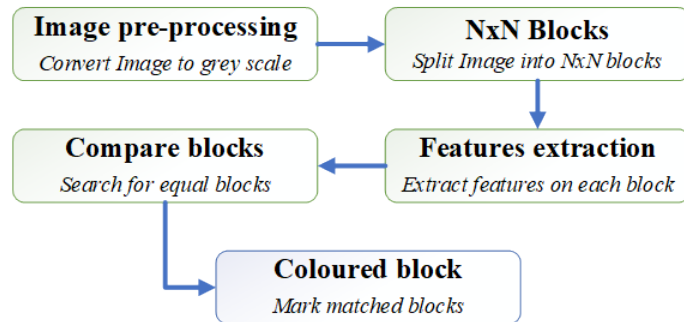 Image pre-processing
Convert Image to grey scale
NxN Blocks
Split Image into NxN blocks
Features extraction
Extract features on each block
Compare blocks
Search for equal blocks
Coloured block
Mark matched blocks